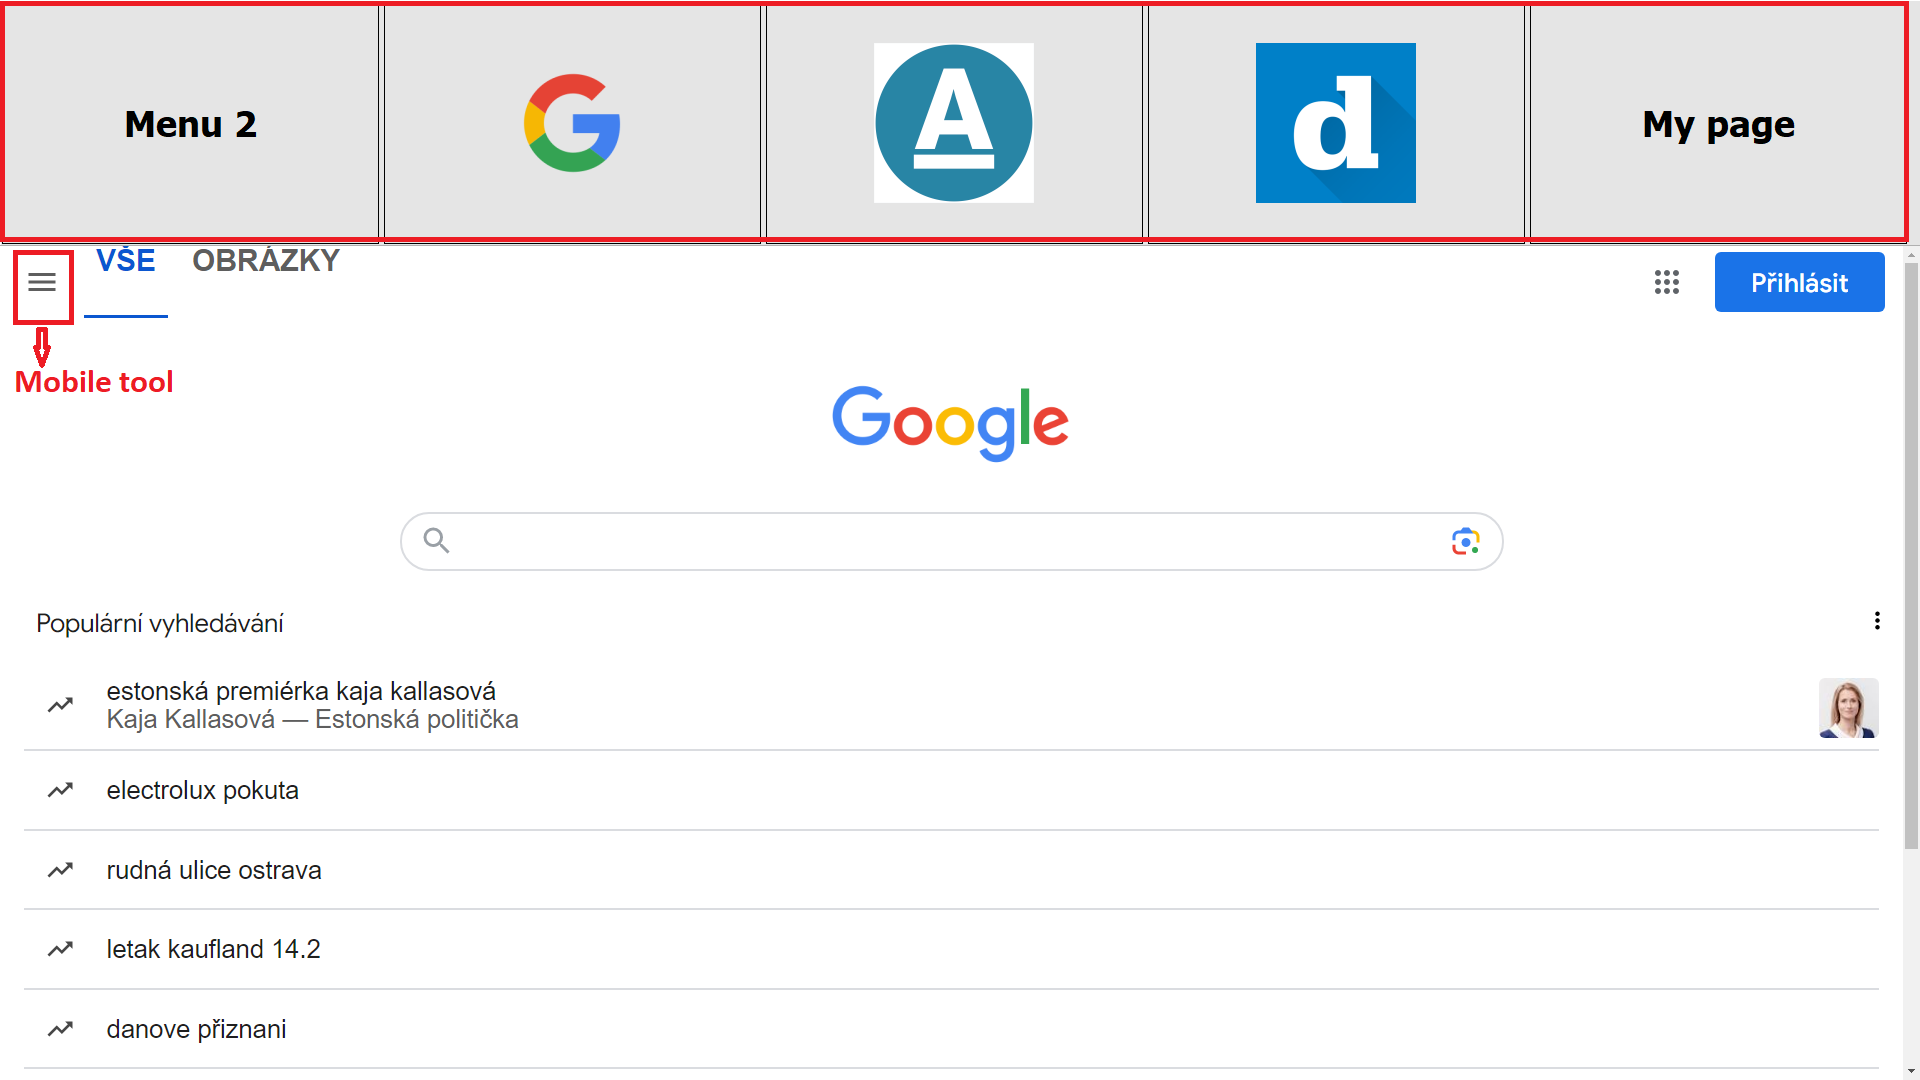 Menu 2
G
A
d
My page
VŠE OBRÁZKY
Přihlásit
Mobile tool
Google
Populární vyhledávání
estonská premiérka kaja kallasová
Kaja Kallasová — Estonská politička
electrolux pokuta
rudná ulice ostrava
letak kaufland 14.2
danove přiznani